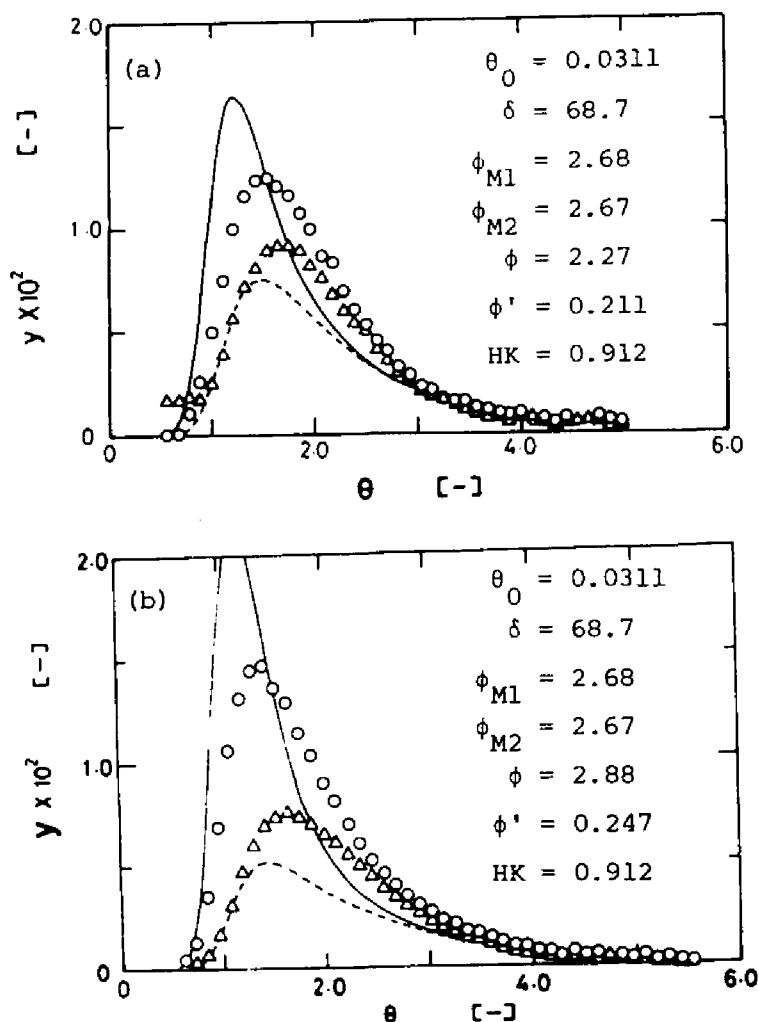 2.0
(a)
θ0 = 0.0311
δ = 68.7
ϕM1 = 2.68
ϕM2 = 2.67
ϕ = 2.27
ϕ' = 0.211
HK = 0.912
[-]
1.0
y X10²
0
0
2.0
4.0
6.0
θ [-]
2.0
(b)
θ0 = 0.0311
δ = 68.7
ϕM1 = 2.68
ϕM2 = 2.67
ϕ = 2.88
ϕ' = 0.247
HK = 0.912
[-]
1.0
y X10²
0
0
2.0
4.0
6.0
θ [-]